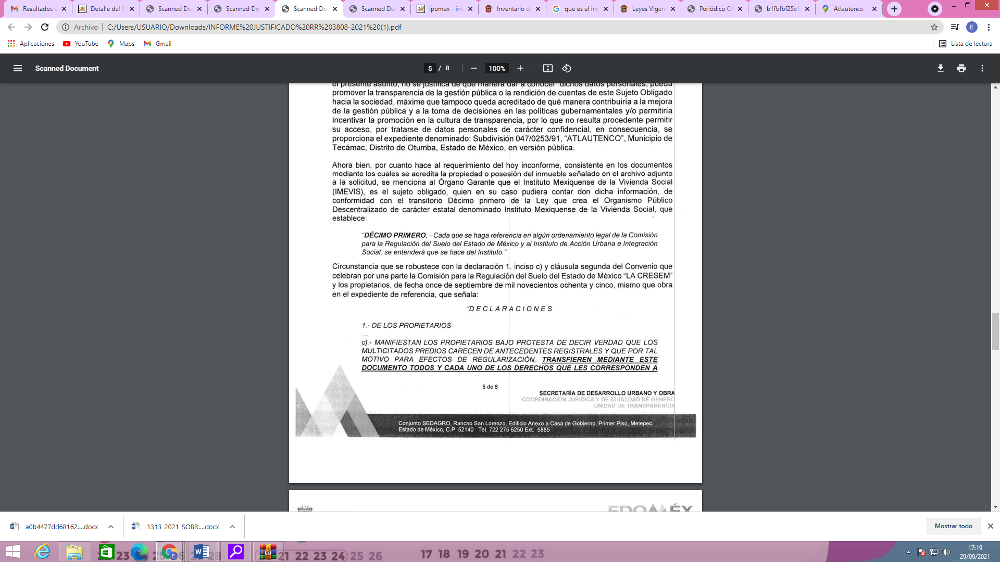 Resultados d
Detalle del S
Scanned Do
Scanned Do
Scanned Do
Scanned Do
ipomex - ini
Inventario d
que es el inv
Leyes Vigen
Periódico Of
b1fbfbf25ef
Atlautenco
Archivo
C:/Users/USUARIO/Downloads/INFORME%20JUSTIFICADO%20RR%203808-2021%20(1).pdf
E
Aplicaciones
YouTube
Maps
Gmail
Lista de lectura
Scanned Document
5 / 8
100%
el presente asunto, no se justifica de qué manera dar a conocer dichos datos personales, pueda
promover la transparencia de la gestión pública o la rendición de cuentas de este Sujeto Obligado
hacia la sociedad, máxime que tampoco queda acreditado de qué manera contribuiría a la mejora
de la gestión pública y a la toma de decisiones en las políticas gubernamentales y/o permitiría
incentivar la promoción en la cultura de transparencia, por lo que no resulta procedente permitir
su acceso, por tratarse de datos personales de carácter confidencial, en consecuencia, se
proporciona el expediente denominado: Subdivisión 047/0253/91, “ATLAUTENCO”, Municipio de
Tecámac, Distrito de Otumba, Estado de México, en versión pública.
Ahora bien, por cuanto hace al requerimiento del hoy inconforme, consistente en los documentos
mediante los cuales se acredita la propiedad o posesión del inmueble señalado en el archivo adjunto
a la solicitud, se menciona al Órgano Garante que el Instituto Mexiquense de la Vivienda Social
(IMEVIS), es el sujeto obligado, quien en su caso pudiera contar don dicha información, de
conformidad con el transitorio Décimo primero de la Ley que crea el Organismo Público
Descentralizado de carácter estatal denominado Instituto Mexiquense de la Vivienda Social, que
establece:
“DÉCIMO PRIMERO. - Cada que se haga referencia en algún ordenamiento legal de la Comisión
para la Regulación del Suelo del Estado de México y al Instituto de Acción Urbana e Integración
Social, se entenderá que se hace del Instituto.”
Circunstancia que se robustece con la declaración 1. inciso c) y cláusula segunda del Convenio que
celebran por una parte la Comisión para la Regulación del Suelo del Estado de México “LA CRESEM”
y los propietarios, de fecha once de septiembre de mil novecientos ochenta y cinco, mismo que obra
en el expediente de referencia, que señala:
"D E C L A R A C I O N E S
1.- DE LOS PROPIETARIOS
...
c).- MANIFIESTAN LOS PROPIETARIOS BAJO PROTESTA DE DECIR VERDAD QUE LOS
MULTICITADOS PREDIOS CARECEN DE ANTECEDENTES REGISTRALES Y QUE POR TAL
MOTIVO PARA EFECTOS DE REGULARIZACIÓN, TRANSFIEREN MEDIANTE ESTE
DOCUMENTO TODOS Y CADA UNO DE LOS DERECHOS QUE LES CORRESPONDEN A
5 de 8
SECRETARÍA DE DESARROLLO URBANO Y OBRA
COORDINACIÓN JURÍDICA Y DE IGUALDAD DE GÉNERO
UNIDAD DE TRANSPARENCIA
Conjunto SEDAGRO, Rancho San Lorenzo, Edificio Anexo a Casa de Gobierno, Primer Piso, Metepec,
Estado de México, C.P. 52140 Tel. 722 275 6250 Ext. 5885
EDOMÉX
a0b4477dd68162....docx
1313_2021_SOBR....docx
Mostrar todo
23
21 22 23 24 25 26
17 18 19 20 21 22 23
17:19
29/09/2021